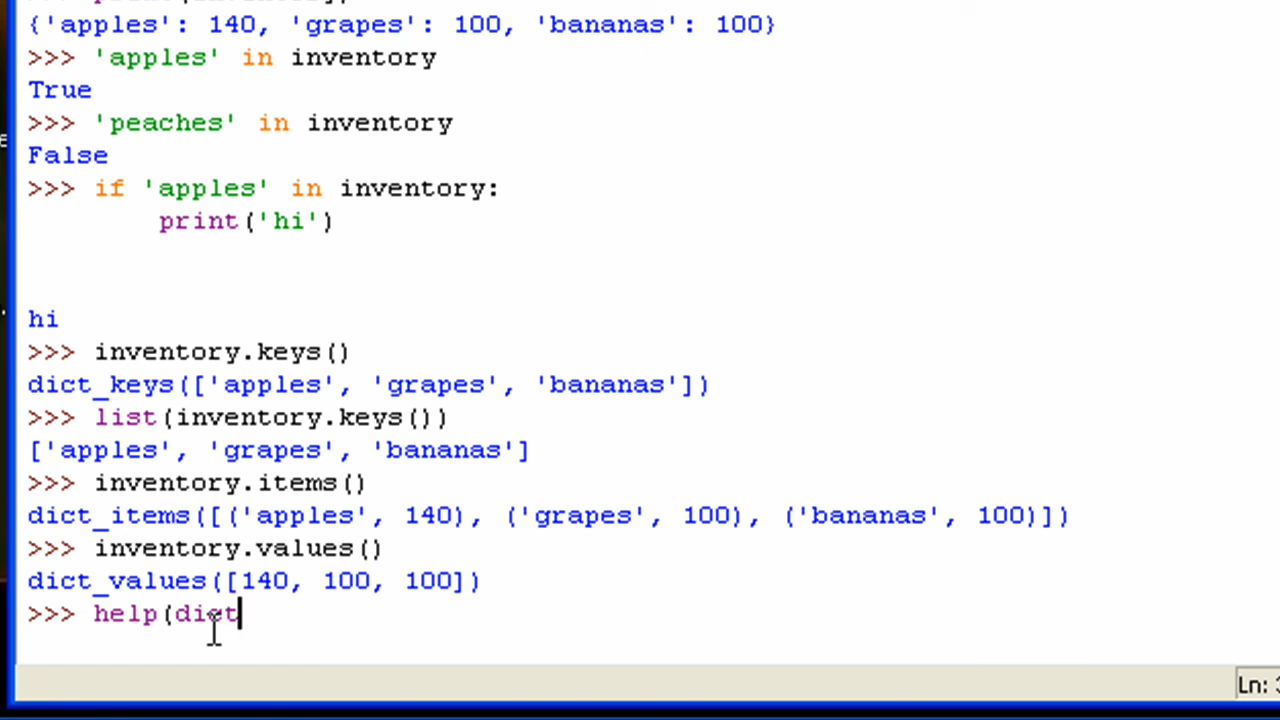 {'apples': 140, 'grapes': 100, 'bananas': 100}
>>> 'apples' in inventory
True
>>> 'peaches' in inventory
False
>>> if 'apples' in inventory:
        print('hi')
hi
>>> inventory.keys()
dict_keys(['apples', 'grapes', 'bananas'])
>>> list(inventory.keys())
['apples', 'grapes', 'bananas']
>>> inventory.items()
dict_items([('apples', 140), ('grapes', 100), ('bananas', 100)])
>>> inventory.values()
dict_values([140, 100, 100])
>>> help(dict
Ln: